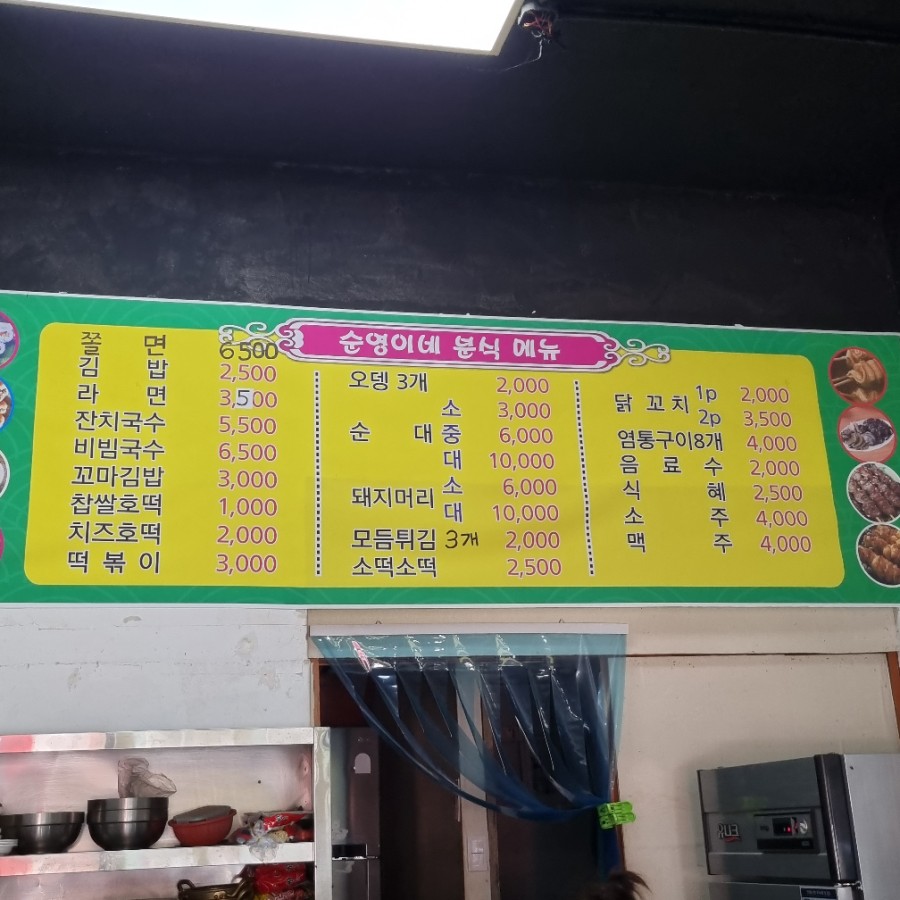 순영이네 분식 메뉴
쫄 면 6500
김 밥 2,500
라 면 3,500
잔치국수 5,500
비빔국수 6,500
꼬마김밥 3,000
찹쌀호떡 1,000
치즈호떡 2,000
떡 볶 이 3,000
오뎅 3개 2,000
소 3,000
순 대 중 6,000
대 10,000
돼지머리 소 6,000
대 10,000
모듬튀김 3개 2,000
소떡소떡 2,500
닭 꼬 치 1p 2,000
2p 3,500
염통구이8개 4,000
음 료 수 2,000
식 혜 2,500
소 주 4,000
맥 주 4,000